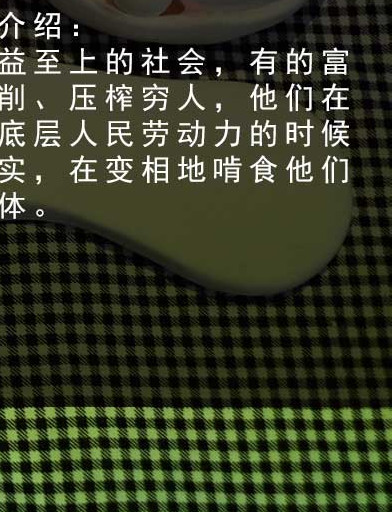 介绍：
益至上的社会，有的富
削、压榨穷人，他们在
底层人民劳动力的时候
实，在变相地啃食他们
体。